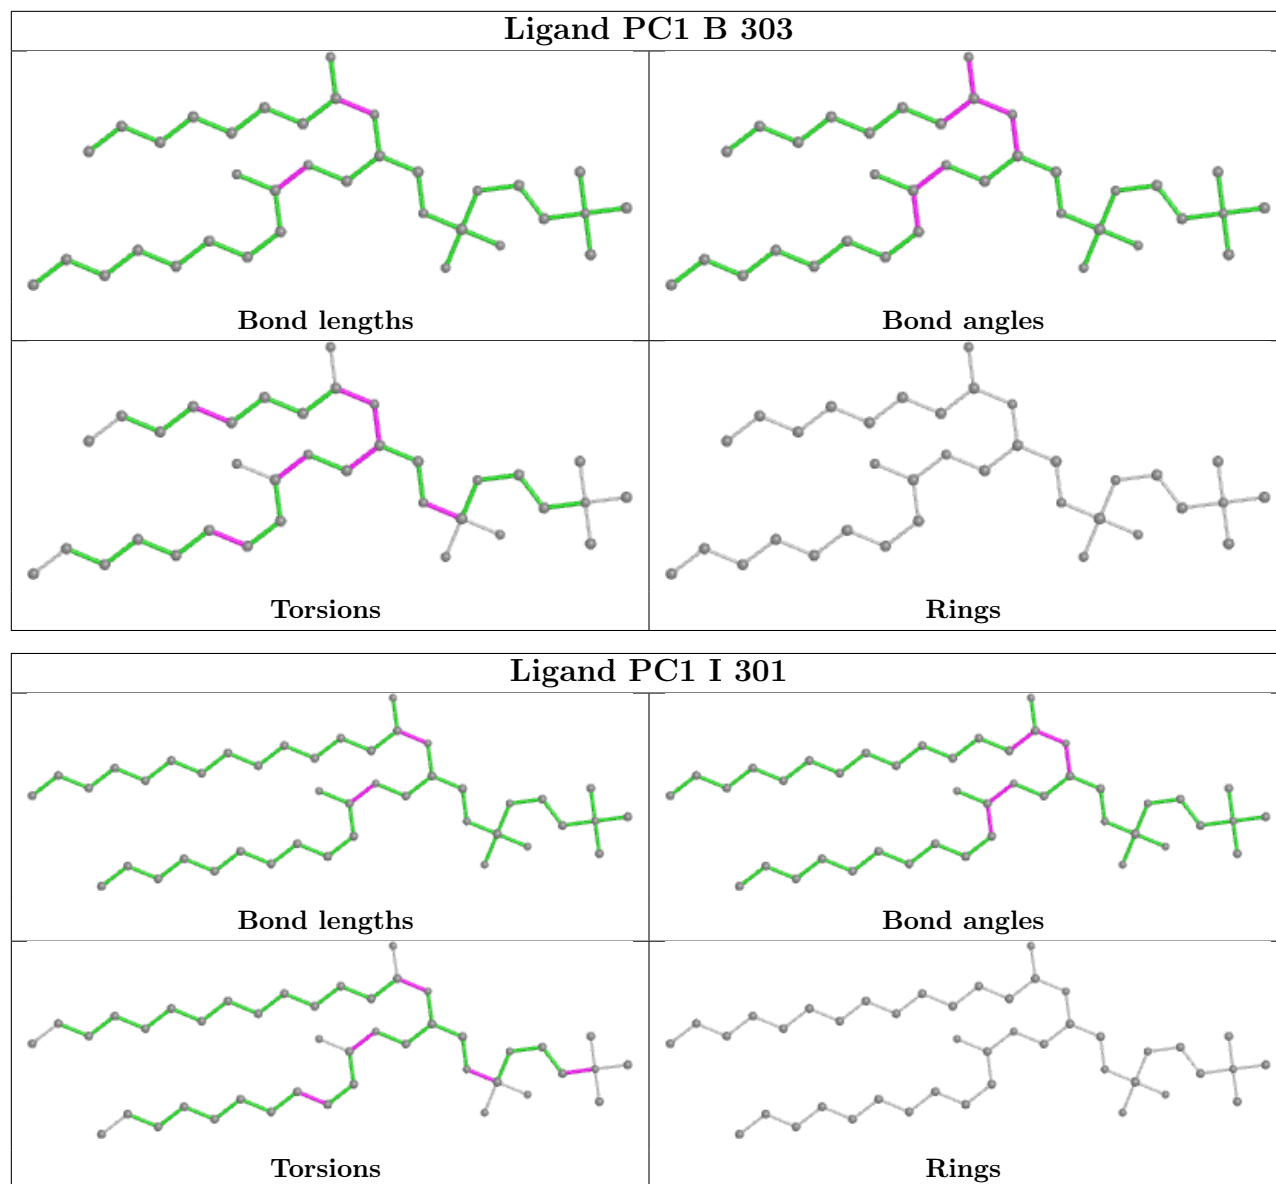 Ligand PC1 B 303
Bond lengths
Bond angles
Torsions
Rings
Ligand PC1 I 301
Bond lengths
Bond angles
Torsions
Rings